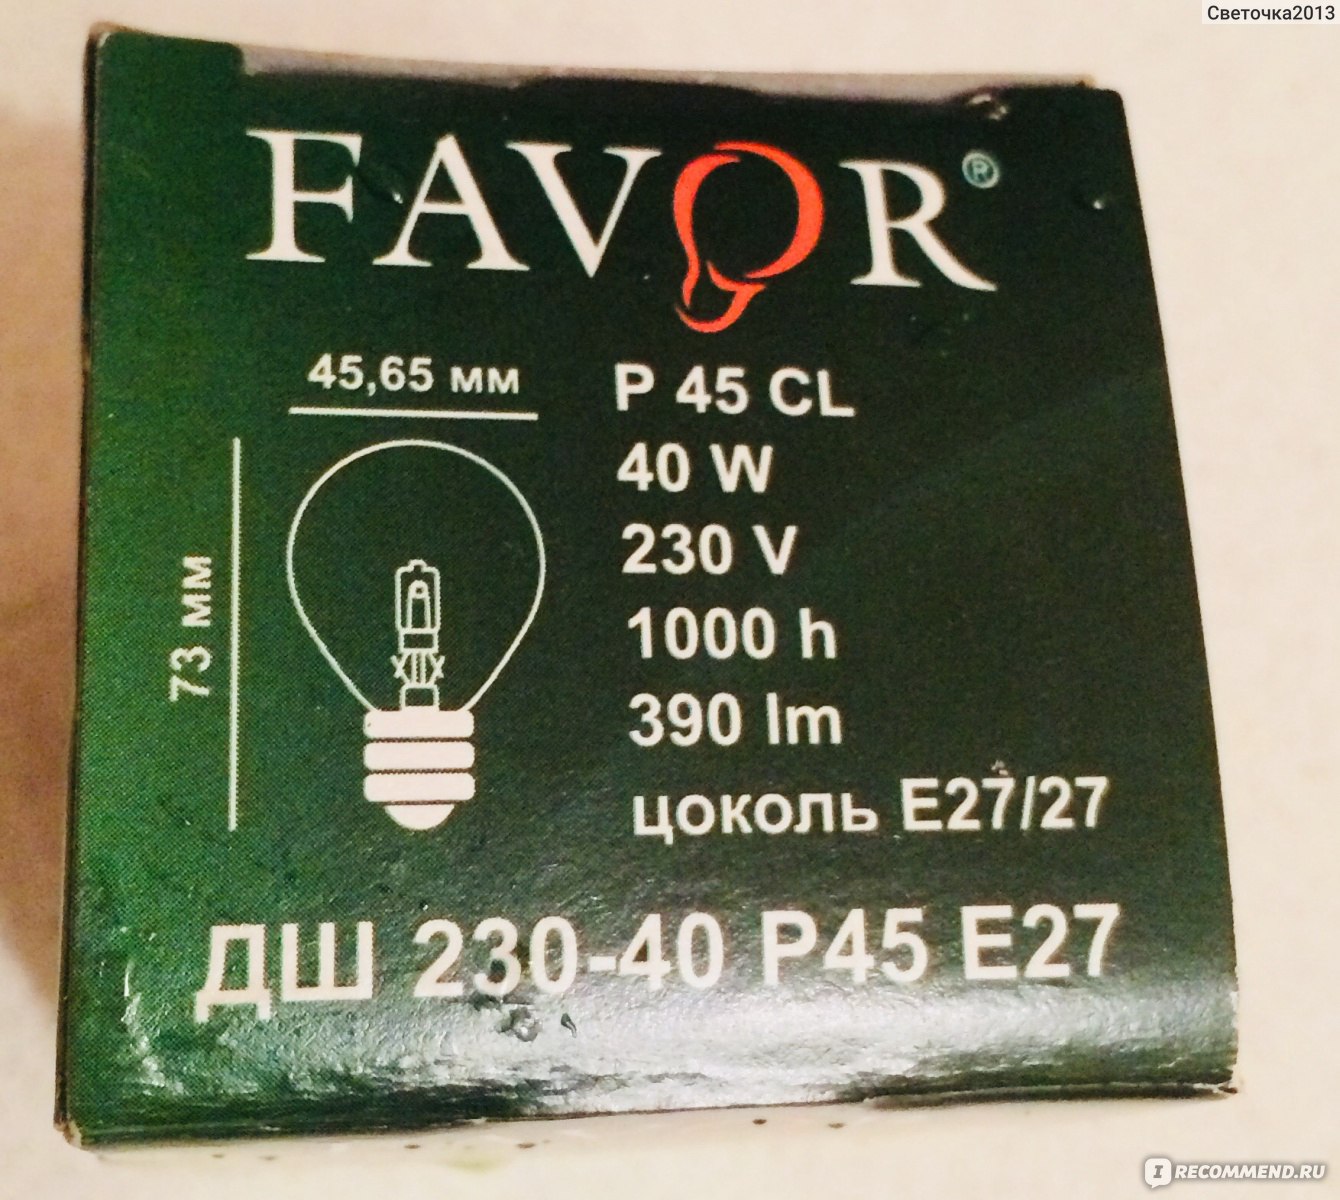 Светочка2013
FAVOR®
45,65 мм
73 мм
P 45 CL
40 W
230 V
1000 h
390 lm
цоколь E27/27
ДШ 230-40 P45 E27
I RECOMMEND.RU